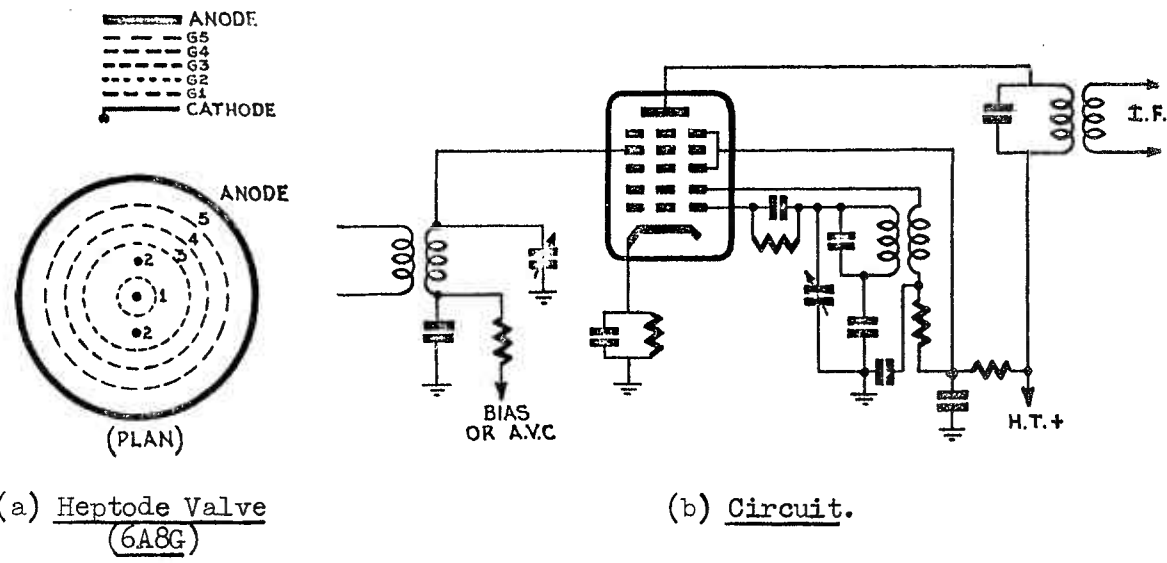 ANODE
G5
G4
G3
G2
G1
CATHODE
ANODE
5
4
3
2
1
2
(PLAN)
BIAS
OR A.V.C
I.F.
H.T.+
(a) Heptode Valve
(6A8G)
(b) Circuit.